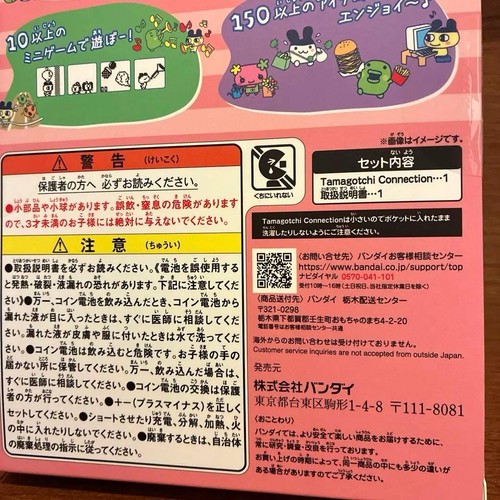 10以上の
ミニゲームで遊ぼー!
150以上の
エンジョイ〜♪
※画像はイメージです。
警告(けいこく)
保護者の方へ 必ずお読みください。
●小部品や小球があります。誤飲・窒息の危険がありますので、3才未満のお子様には絶対に与えないでください。
注意(ちゅうい)
●取扱説明書を必ずお読みください。《電池を誤使用すると発熱・破裂・液漏れの恐れがあります。下記に注意してください》●万一、コイン電池を飲み込んだとき、コイン電池から漏れた液が目に入ったときは、すぐに医師に相談してください。漏れた液が皮膚や服に付いたときは水で洗ってください。●コイン電池は飲み込むと危険です。お子様の手の届かない所に保管してください。万一、飲み込んだ場合は、すぐに医師に相談してください。●コイン電池の交換は保護者の方が行ってください。●+-(プラスマイナス)を正しくセットしてください。●ショートさせたり充電、分解、加熱、火の中に入れたりしないでください。●廃棄するときは、自治体の廃棄処理の指示に従ってください。
くちにいれない
セット内容
Tamagotchi Connection…1
取扱説明書…1
Tamagotchi Connectionは小さいのでポケットに入れたまま
洗濯したりしないようにご注意ください。
〈お問い合せ先〉バンダイお客様相談センター
https://www.bandai.co.jp/support/top
ナビダイヤル 0570-041-101
受付10時〜16時(土日祝日、当社指定休業日を除く)
〈商品送付先〉バンダイ 栃木配送センター
〒321-0298
栃木県下都賀郡壬生町おもちゃのまち4-2-20
電話番号はお客様相談センター共通
海外からのお問い合わせは受け付けておりません。
Customer service inquiries are not accepted from outside Japan.
発売元
株式会社バンダイ
東京都台東区駒形1-4-8 〒111-8081
〈おことわり〉
バンダイでは、より安全で楽しい商品をお届けするために、
常に研究・調査・改良を行っております。
お買い上げの時期によって、同一商品の中にも多少の違いが
ある場合がありますのでご了承ください。